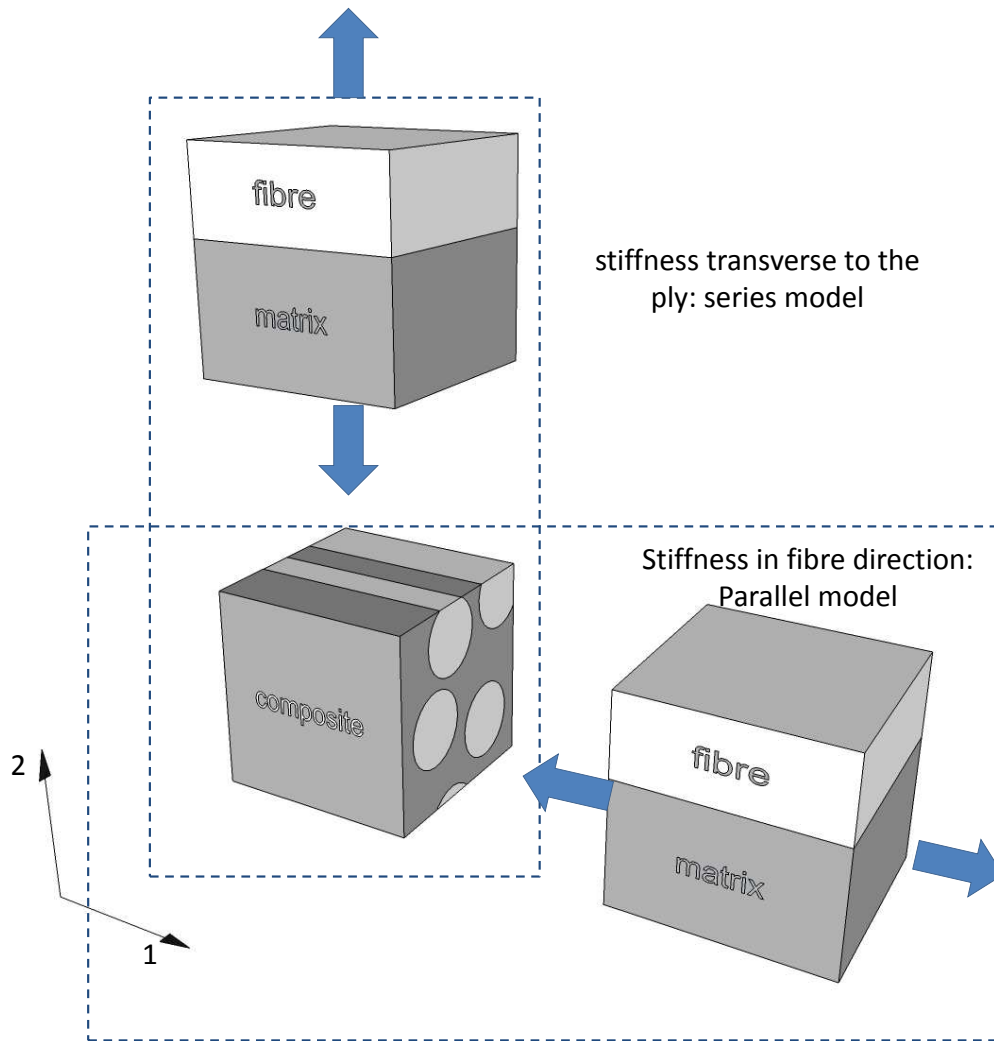 fibre
matrix
stiffness transverse to the
ply: series model
Stiffness in fibre direction:
Parallel model
composite
fibre
matrix
2
1